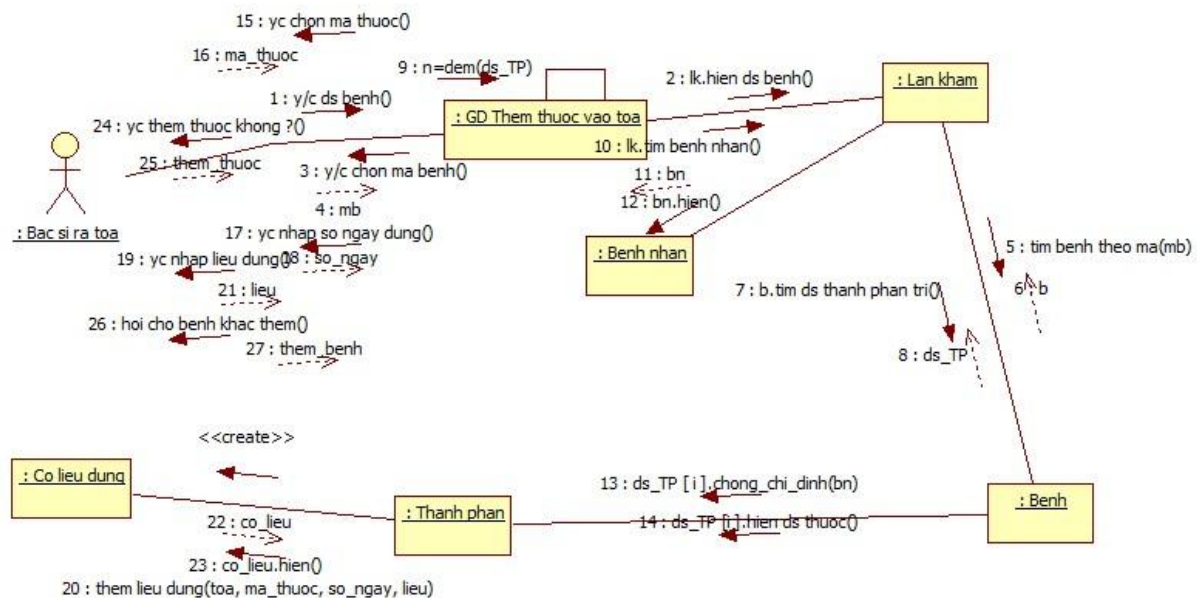 15 : yc chon ma thuoc()
16 : ma_thuoc
9 : n=dem(ds_TP)
2 : lk.hien ds benh()
: Lan kham
1 : y/c ds benh()
: GD Them thuoc vao toa
24 : yc them thuoc khong ?()
10 : lk.tim benh nhan()
25 : them_thuoc
3 : y/c chon ma benh()
11 : bn
4 : mb
12 : bn.hien()
: Bac si ra toa
17 : yc nhap so ngay dung()
: Benh nhan
5 : tim benh theo ma(mb)
19 : yc nhap lieu dung()
18 : so_ngay
21 : lieu
7 : b.tim ds thanh phan tri()
6 : b
26 : hoi cho benh khac them()
27 : them_benh
8 : ds_TP
<<create>>
: Co lieu dung
13 : ds_TP [i].chong_chi_dinh(bn)
: Thanh phan
: Benh
22 : co_lieu
14 : ds_TP [i].hien ds thuoc()
23 : co_lieu.hien()
20 : them lieu dung(toa, ma_thuoc, so_ngay, lieu)